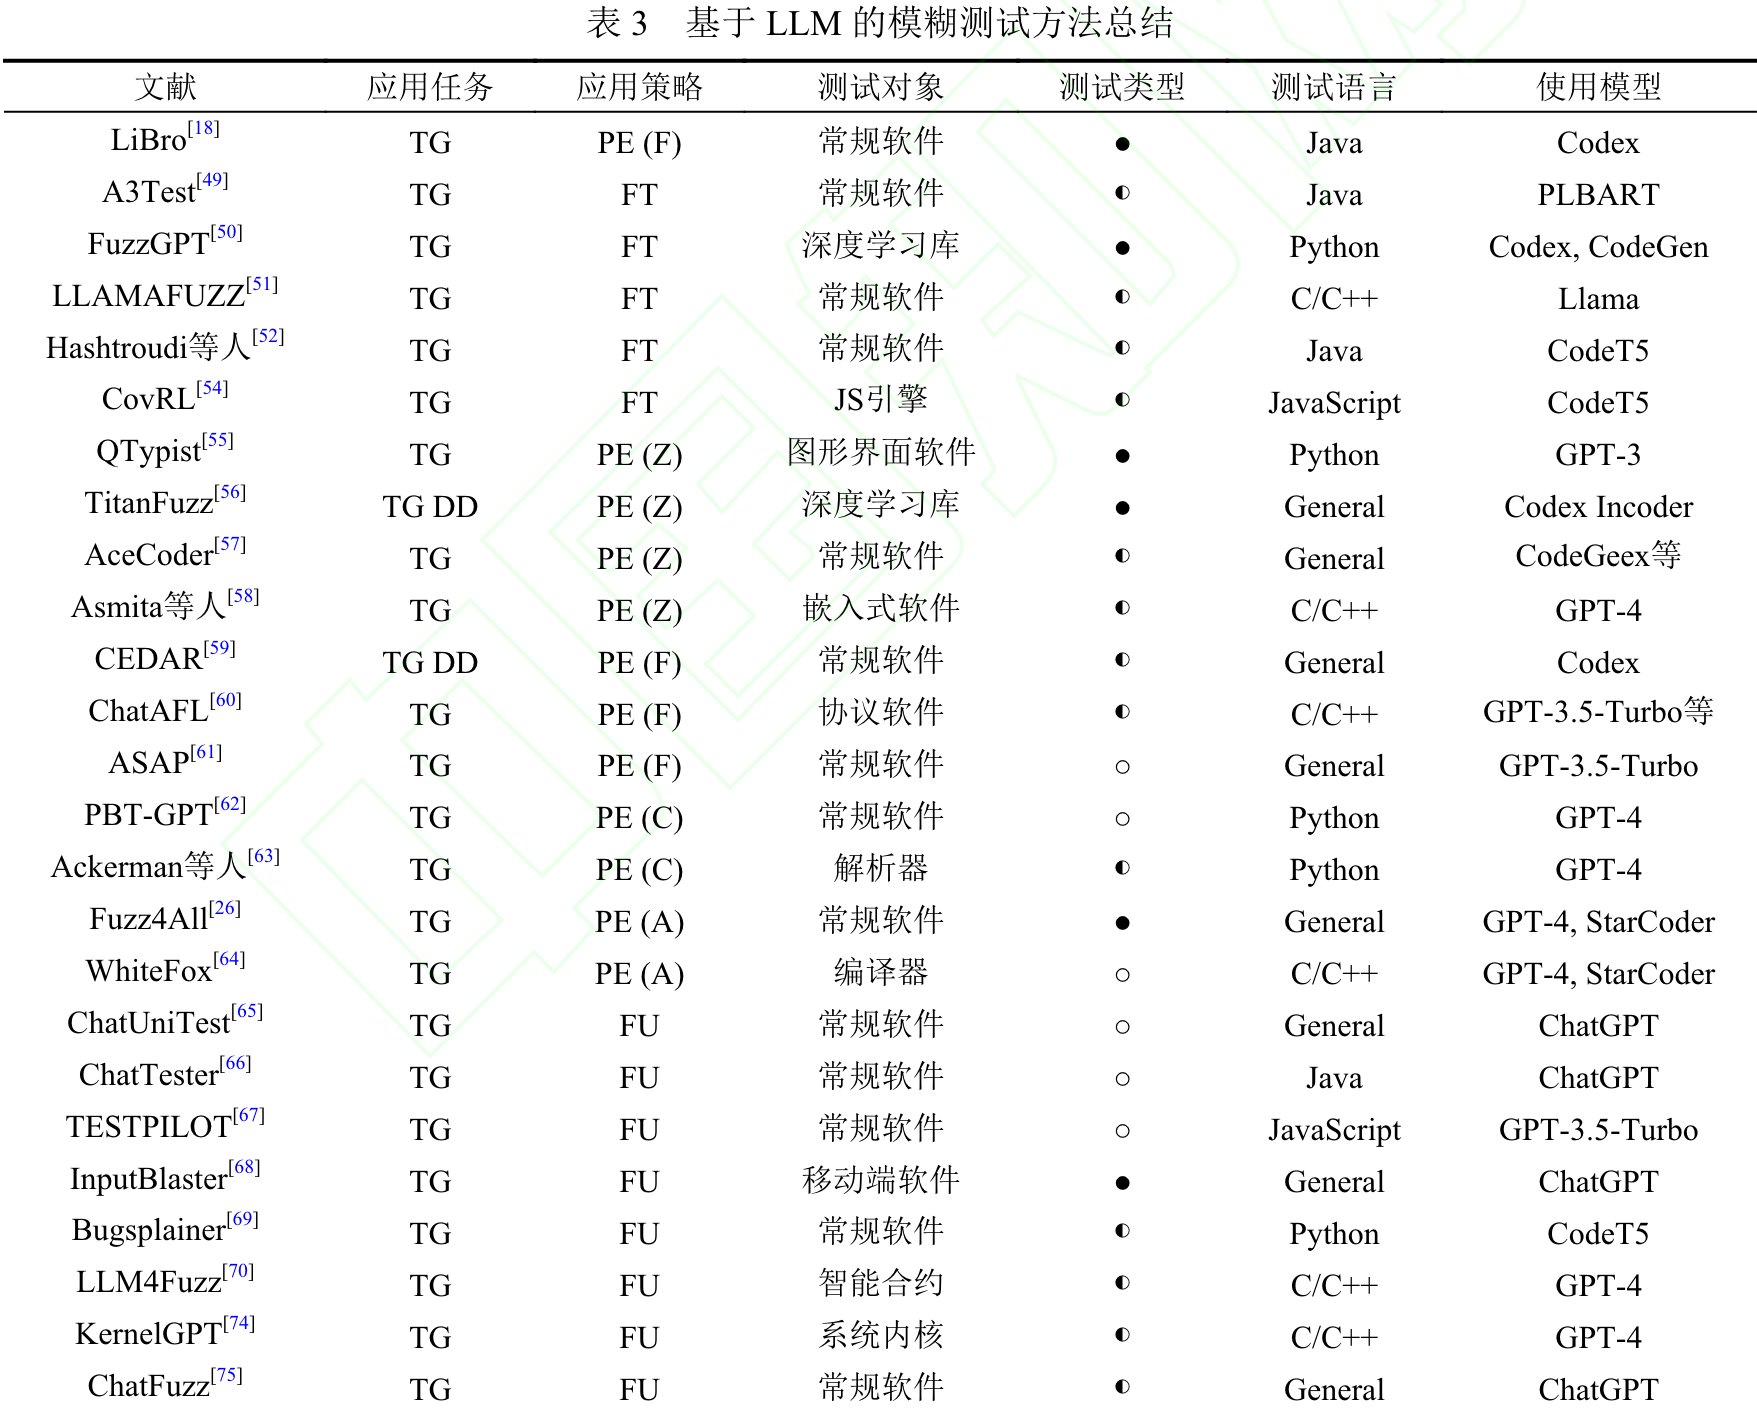 表 3 基于 LLM 的模糊测试方法总结
文献 应用任务 应用策略 测试对象 测试类型 测试语言 使用模型
LiBro[18] TG PE (F) 常规软件 ● Java Codex
A3Test[49] TG FT 常规软件 ◐ Java PLBART
FuzzGPT[50] TG FT 深度学习库 ● Python Codex, CodeGen
LLAMAFUZZ[51] TG FT 常规软件 ◐ C/C++ Llama
Hashtroudi等人[52] TG FT 常规软件 ◐ Java CodeT5
CovRL[54] TG FT JS引擎 ◐ JavaScript CodeT5
QTypist[55] TG PE (Z) 图形界面软件 ● Python GPT-3
TitanFuzz[56] TG DD PE (Z) 深度学习库 ● General Codex Incoder
AceCoder[57] TG PE (Z) 常规软件 ◐ General CodeGeex等
Asmita等人[58] TG PE (Z) 嵌入式软件 ◐ C/C++ GPT-4
CEDAR[59] TG DD PE (F) 常规软件 ◐ General Codex
ChatAFL[60] TG PE (F) 协议软件 ◐ C/C++ GPT-3.5-Turbo等
ASAP[61] TG PE (F) 常规软件 ○ General GPT-3.5-Turbo
PBT-GPT[62] TG PE (C) 常规软件 ○ Python GPT-4
Ackerman等人[63] TG PE (C) 解析器 ◐ Python GPT-4
Fuzz4All[26] TG PE (A) 常规软件 ● General GPT-4, StarCoder
WhiteFox[64] TG PE (A) 编译器 ○ C/C++ GPT-4, StarCoder
ChatUniTest[65] TG FU 常规软件 ○ General ChatGPT
ChatTester[66] TG FU 常规软件 ○ Java ChatGPT
TESTPILOT[67] TG FU 常规软件 ○ JavaScript GPT-3.5-Turbo
InputBlaster[68] TG FU 移动端软件 ● General ChatGPT
Bugsplainer[69] TG FU 常规软件 ◐ Python CodeT5
LLM4Fuzz[70] TG FU 智能合约 ◐ C/C++ GPT-4
KernelGPT[74] TG FU 系统内核 ◐ C/C++ GPT-4
ChatFuzz[75] TG FU 常规软件 ◐ General ChatGPT